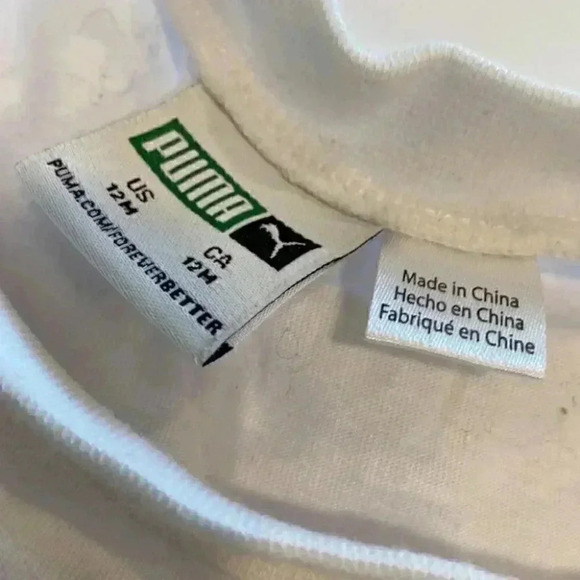 PUMA
US
12M
CA
12M
PUMA.COM/FOREVERBETTER
Made in China
Hecho en China
Fabriqué en Chine